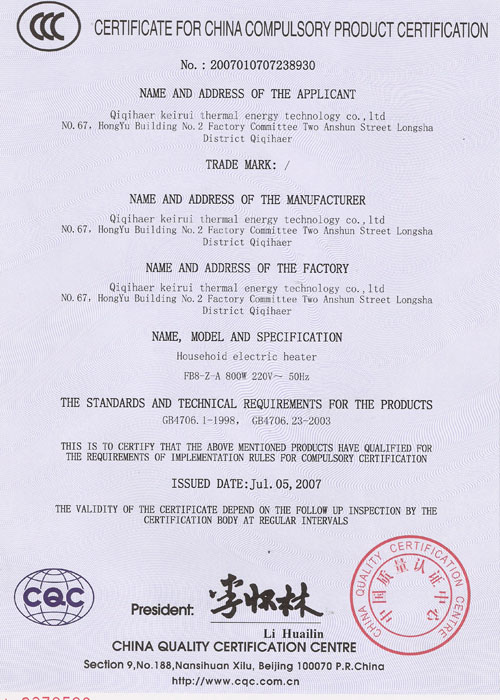 CCC
CERTIFICATE FOR CHINA COMPULSORY PRODUCT CERTIFICATION
No. : 2007010707238930
NAME AND ADDRESS OF THE APPLICANT
Qiqihaer keirui thermal energy technology co.,ltd
NO.67, HongYu Building No.2 Factory Committee Two Anshun Street Longsha
District Qiqihaer
TRADE MARK: /
NAME AND ADDRESS OF THE MANUFACTURER
Qiqihaer keirui thermal energy technology co.,ltd
NO.67, HongYu Building No.2 Factory Committee Two Anshun Street Longsha
District Qiqihaer
NAME AND ADDRESS OF THE FACTORY
Qiqihaer keirui thermal energy technology co.,ltd
NO.67, HongYu Building No.2 Factory Committee Two Anshun Street Longsha
District Qiqihaer
NAME, MODEL AND SPECIFICATION
Househoid electric heater
FB8-Z-A 800W 220V~ 50Hz
THE STANDARDS AND TECHNICAL REQUIREMENTS FOR THE PRODUCTS
GB4706.1-1998, GB4706.23-2003
THIS IS TO CERTIFY THAT THE ABOVE MENTIONED PRODUCTS HAVE QUALIFIED FOR
THE REQUIREMENTS OF IMPLEMENTATION RULES FOR COMPULSORY CERTIFICATION
ISSUED DATE:Jul.05,2007
THE VALIDITY OF THE CERTIFICATE DEPEND ON THE FOLLOW UP INSPECTION BY THE
CERTIFICATION BODY AT REGULAR INTERVALS
CQC
President: 李怀林
Li Huailin
CHINA QUALITY CERTIFICATION CENTRE
中国质量认证中心
CHINA QUALITY CERTIFICATION CENTRE
Section 9,No.188,Nansihuan Xilu, Beijing 100070 P.R.China
http://www.cqc.com.cn